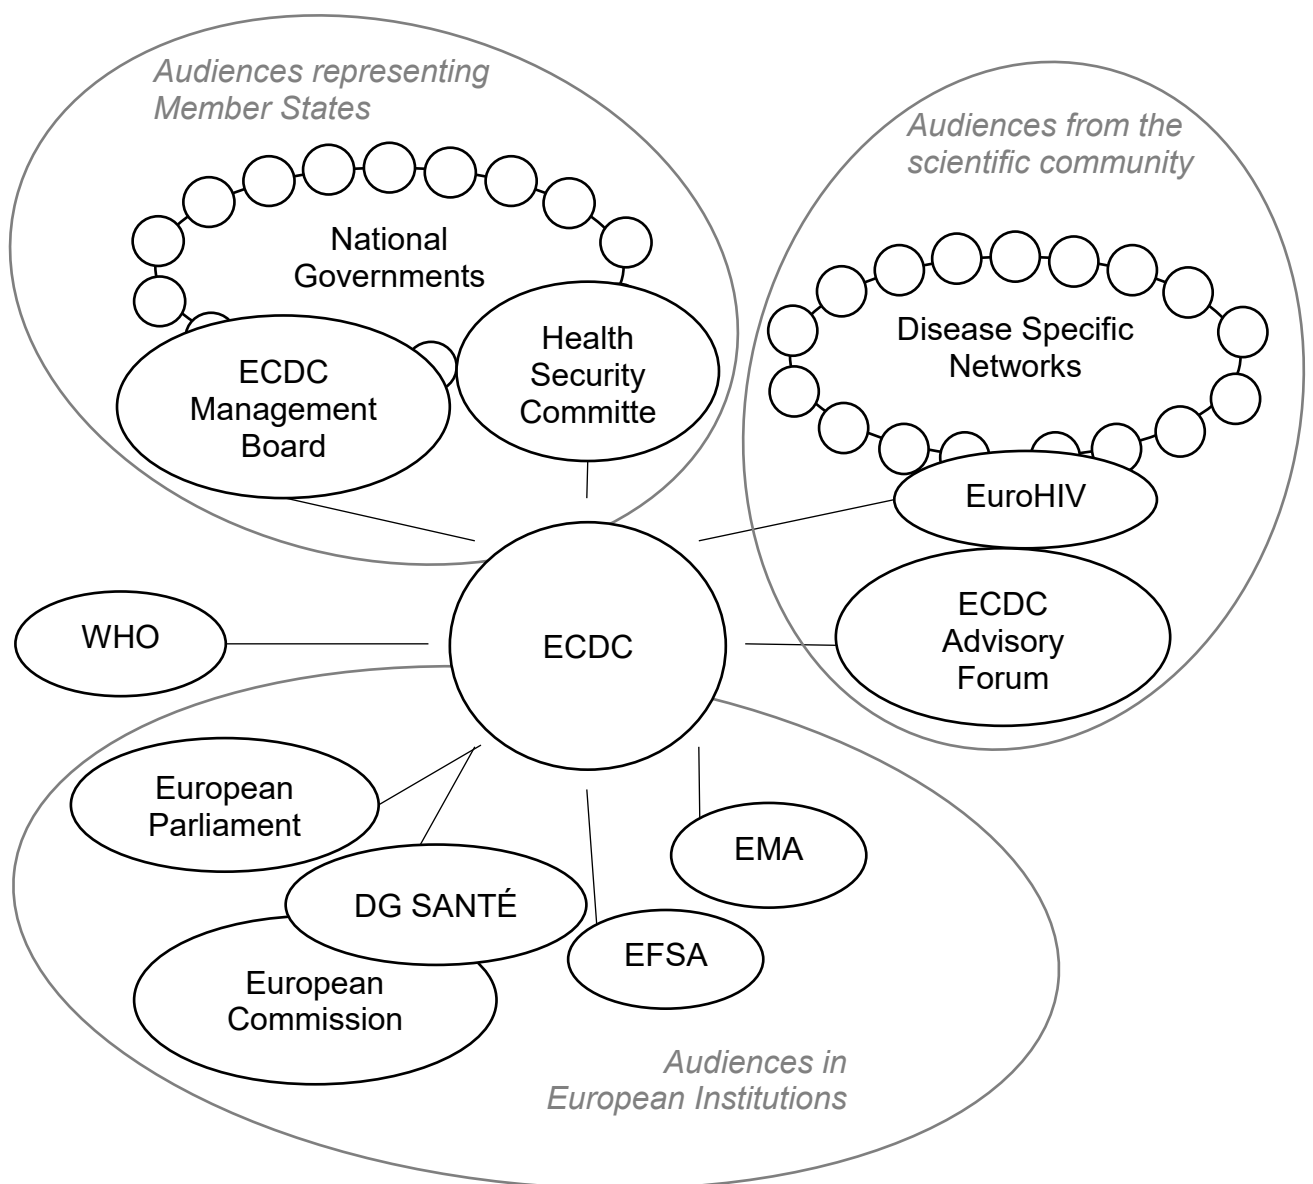 Audiences representing
Member States
National
Governments
ECDC
Management
Board
Health
Security
Committe
Audiences from the
scientific community
Disease Specific
Networks
EuroHIV
ECDC
Advisory
Forum
WHO
ECDC
European
Parliament
DG SANTÉ
European
Commission
EMA
EFSA
Audiences in
European Institutions